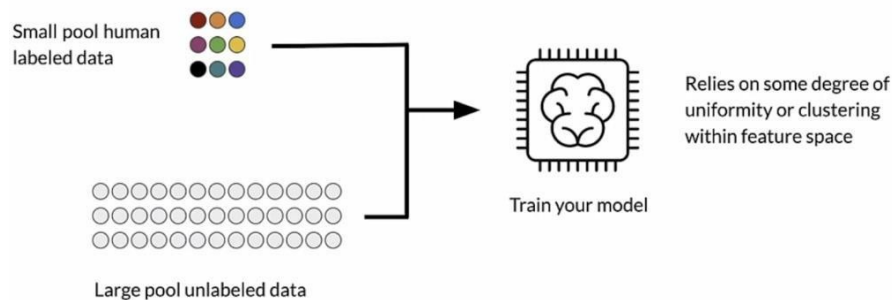 Small pool human
labeled data
Relies on some degree of
uniformity or clustering
within feature space
Train your model
Large pool unlabeled data